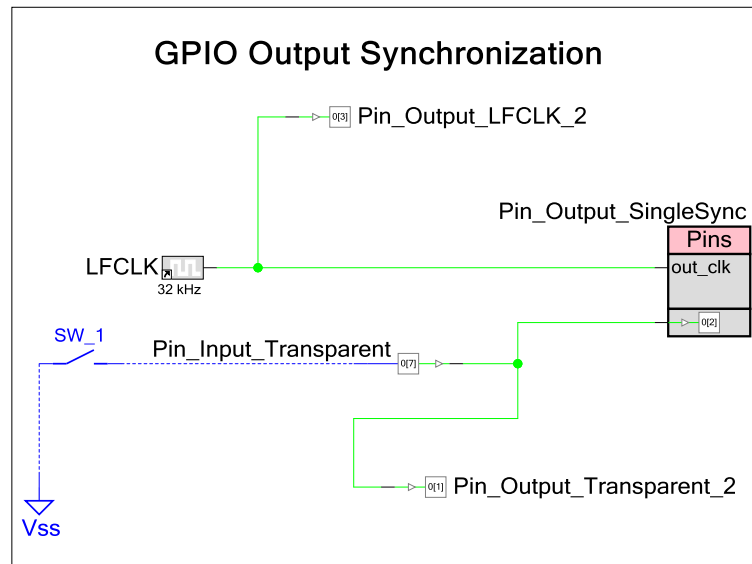 GPIO Output Synchronization
0[3] Pin_Output_LFCLK_2
Pin_Output_SingleSync
Pins
LFCLK
out_clk
32 kHz
0[2]
SW_1
Pin_Input_Transparent
0[7]
0[1] Pin_Output_Transparent_2
Vss